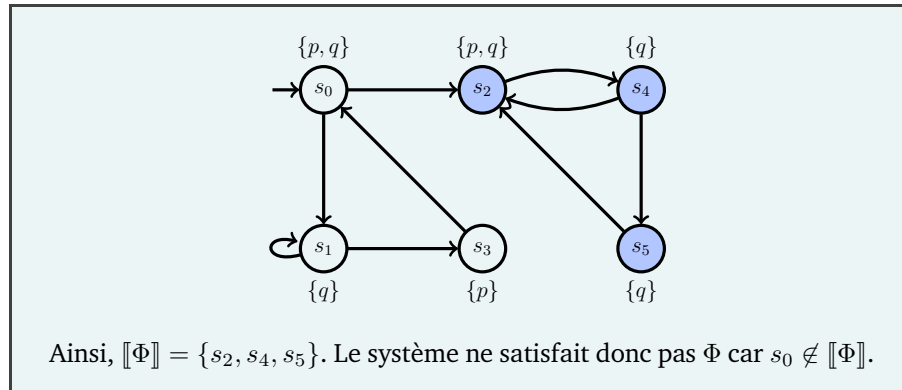 {p, q} {p, q} {q}
s₀ s₂ s₄
s₁ s₃ s₅
{q} {p} {q}
Ainsi, ⟦Φ⟧ = {s₂, s₄, s₅}. Le système ne satisfait donc pas Φ car s₀ ∉ ⟦Φ⟧.